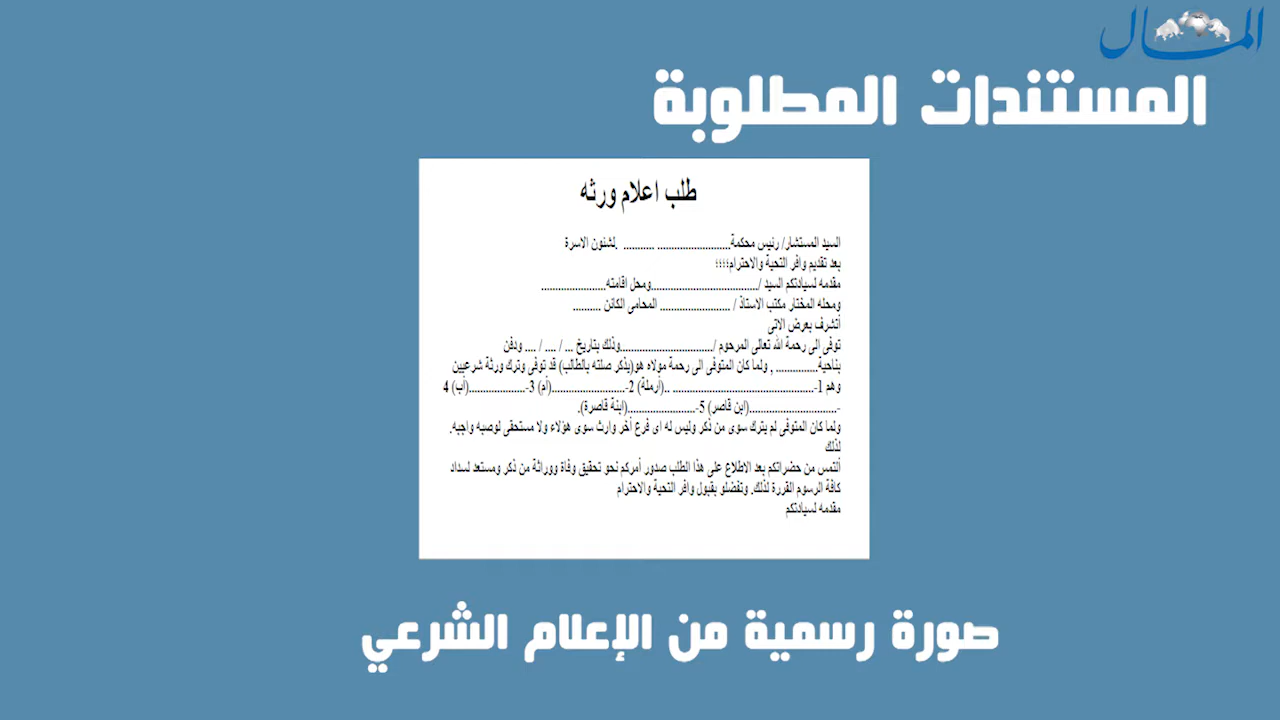 المال
المستندات المطلوبة
طلب اعلام ورثه
السيد المستشار/ رئيس محكمة.......................... ........... .لشئون الاسرة
بعد تقديم وافر التحية والاحترام؛؛؛؛
مقدمه لسيادتكم السيد /.......................................ومحل اقامته.......................
ومحله المختار مكتب الاستاذ / ......................... المحامى الكائن ..........
أتشرف بعرض الاتى
توفى الى رحمة الله تعالى المرحوم /..................................وذلك بتاريخ ... / .... / .... ودفن
بناحية............... , ولما كان المتوفى الى رحمة مولاه هو(يذكر صلته بالطالب) قد توفى وترك ورثة شرعيين
وهم 1-................................................... ..(أرملة) 2-..........................(أم) 3-....................(أب) 4
-...............................(ابن قاصر) 5-........................(ابنة قاصرة).
ولما كان المتوفى لم يترك سوى من ذكر وليس له اى فرع أخر وارث سوى هؤلاء ولا مستحقى لوصيه واجبه.
لذلك
ألتمس من حضراتكم بعد الاطلاع على هذا الطلب صدور أمركم نحو تحقيق وفاة ووراثة من ذكر ومستعد لسداد
كافة الرسوم القررة لذلك. وتفضلو بقبول وافر التحية والاحترام
مقدمه لسيادتكم
صورة رسمية من الإعلام الشرعي